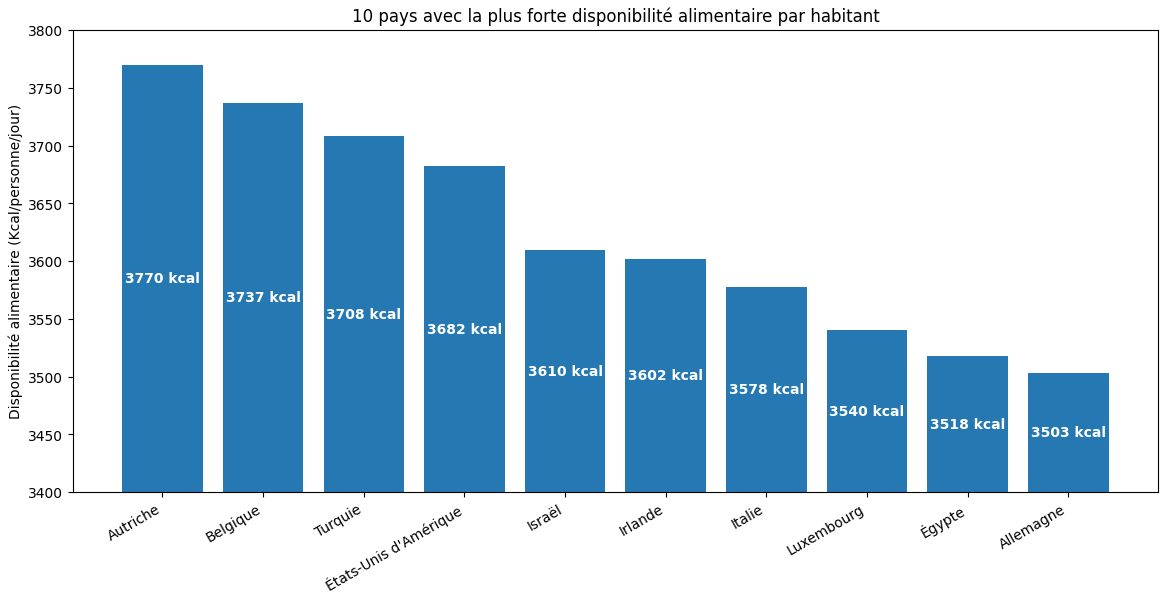 10 pays avec la plus forte disponibilité alimentaire par habitant
Disponibilité alimentaire (Kcal/personne/jour)
3800
3750
3700
3650
3600
3550
3500
3450
3400
3770 kcal
3737 kcal
3708 kcal
3682 kcal
3610 kcal
3602 kcal
3578 kcal
3540 kcal
3518 kcal
3503 kcal
Autriche
Belgique
Turquie
États-Unis d'Amérique
Israël
Irlande
Italie
Luxembourg
Égypte
Allemagne